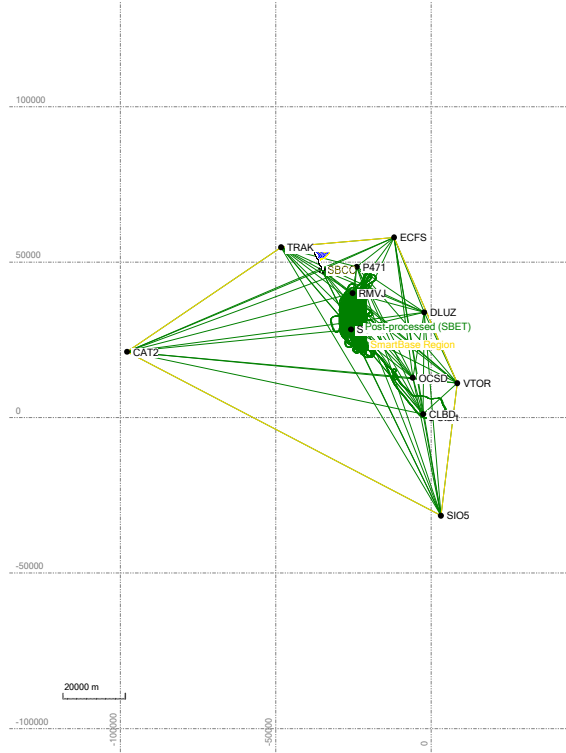 100000
ECFS
TRAK
50000
SBCC
P471
RMVJ
DLUZ
S
Post-processed (SBET)
SmartBase Region
CAT2
OCSD
VTOR
0
CLBD
SIO5
-50000
20000 m
-100000
-100000
-50000
0